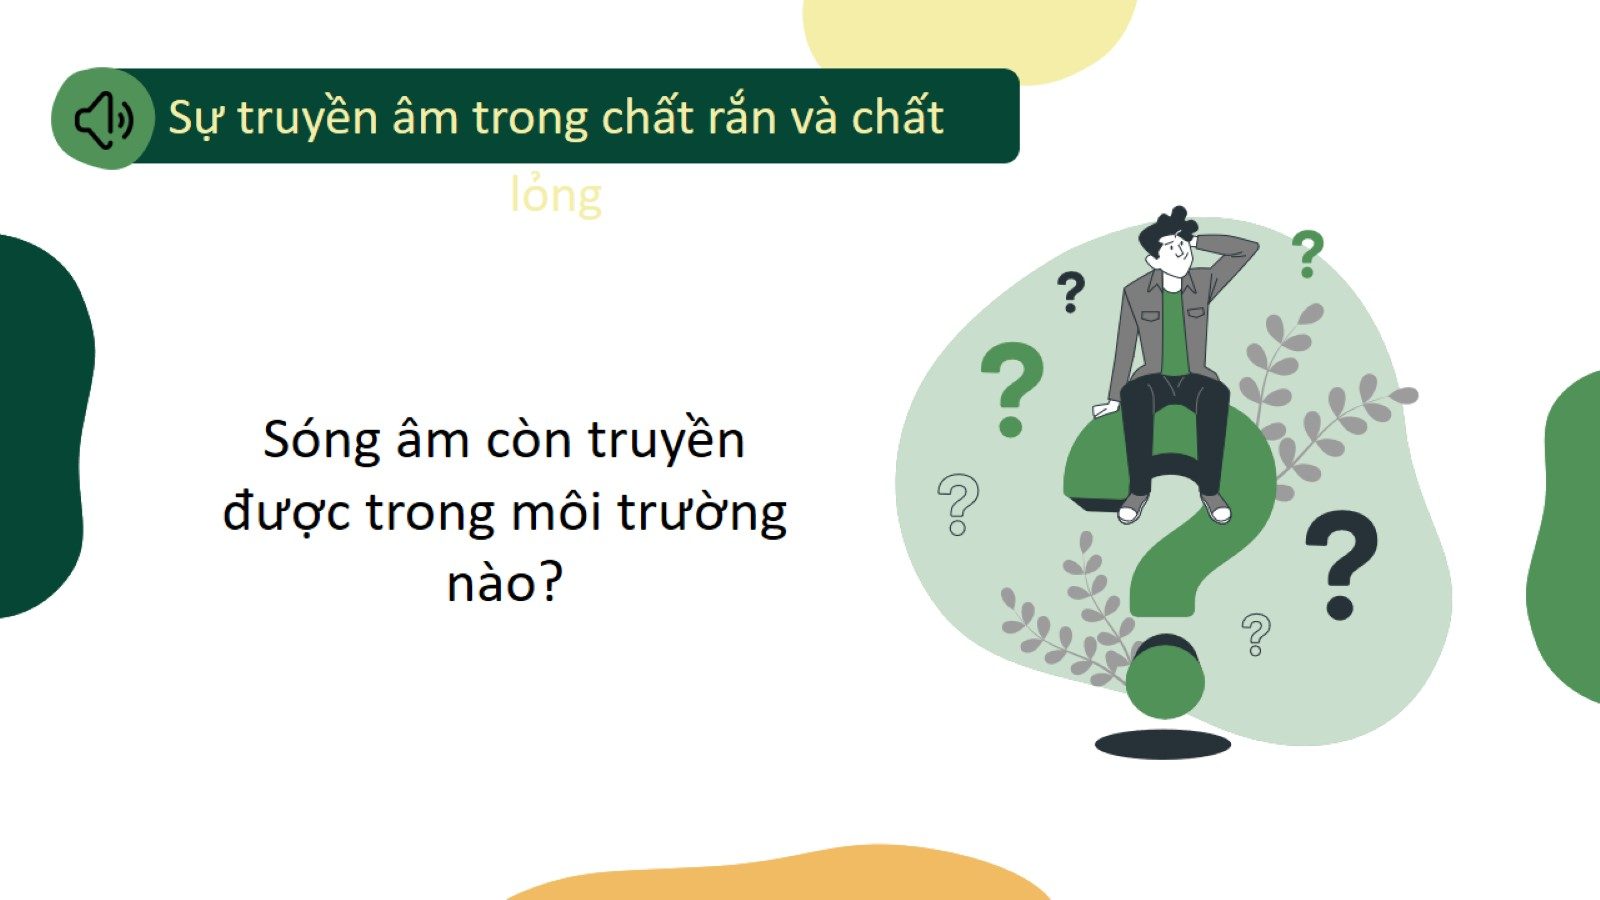 Sự truyền âm trong chất rắn và chất
lỏng
?
?
?
?
?
?
Sóng âm còn truyền
được trong môi trường
nào?